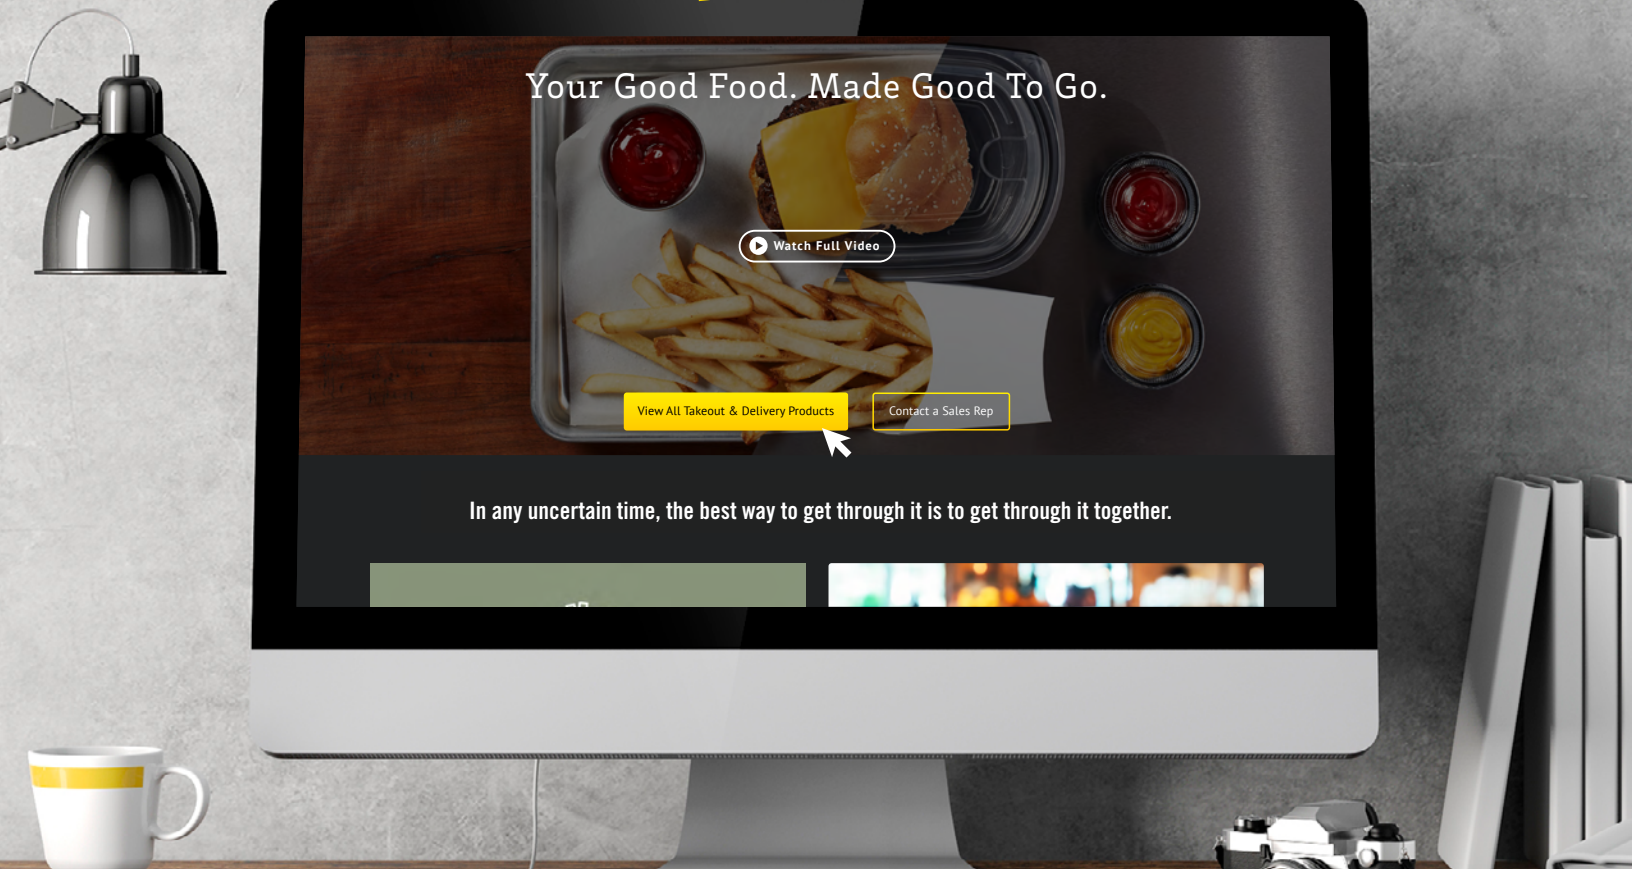 Your Good Food. Made Good To Go.
Watch Full Video
View All Takeout & Delivery Products
Contact a Sales Rep
In any uncertain time, the best way to get through it is to get through it together.